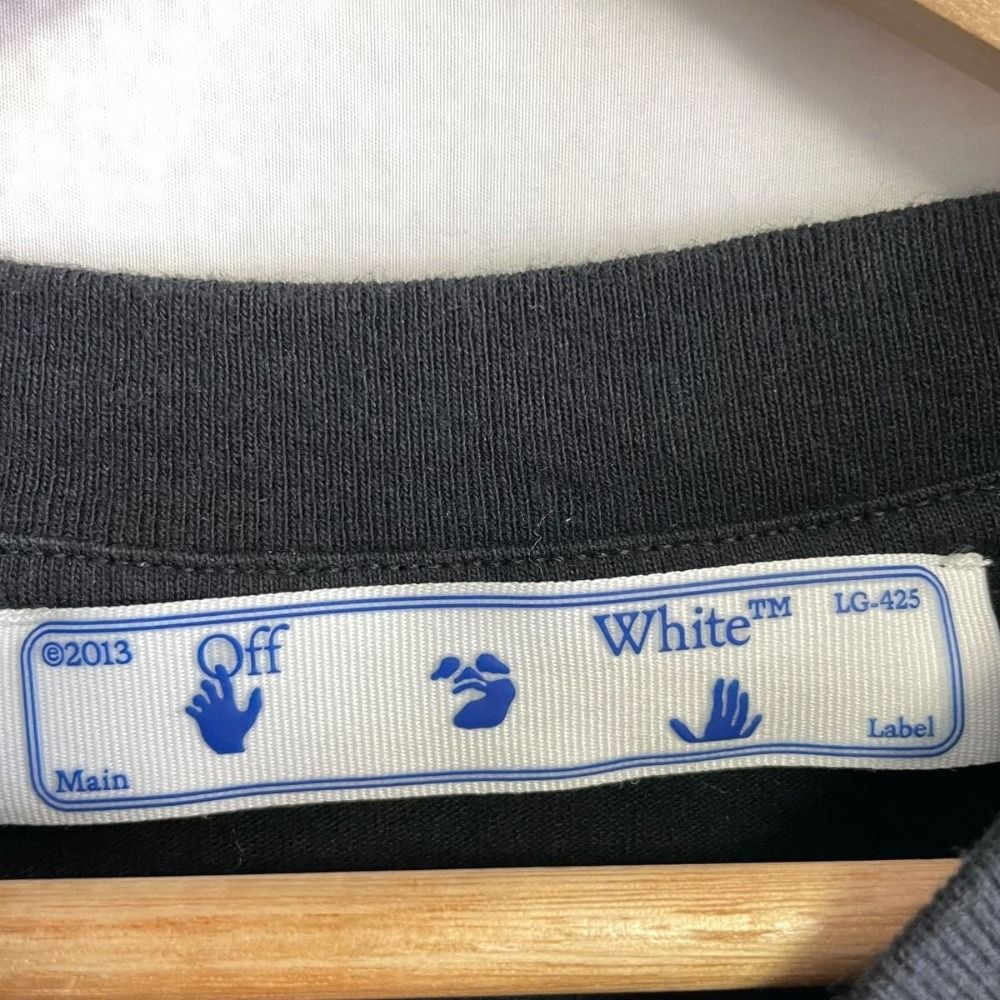 ©2013 Off White™ LG-425
Main Label